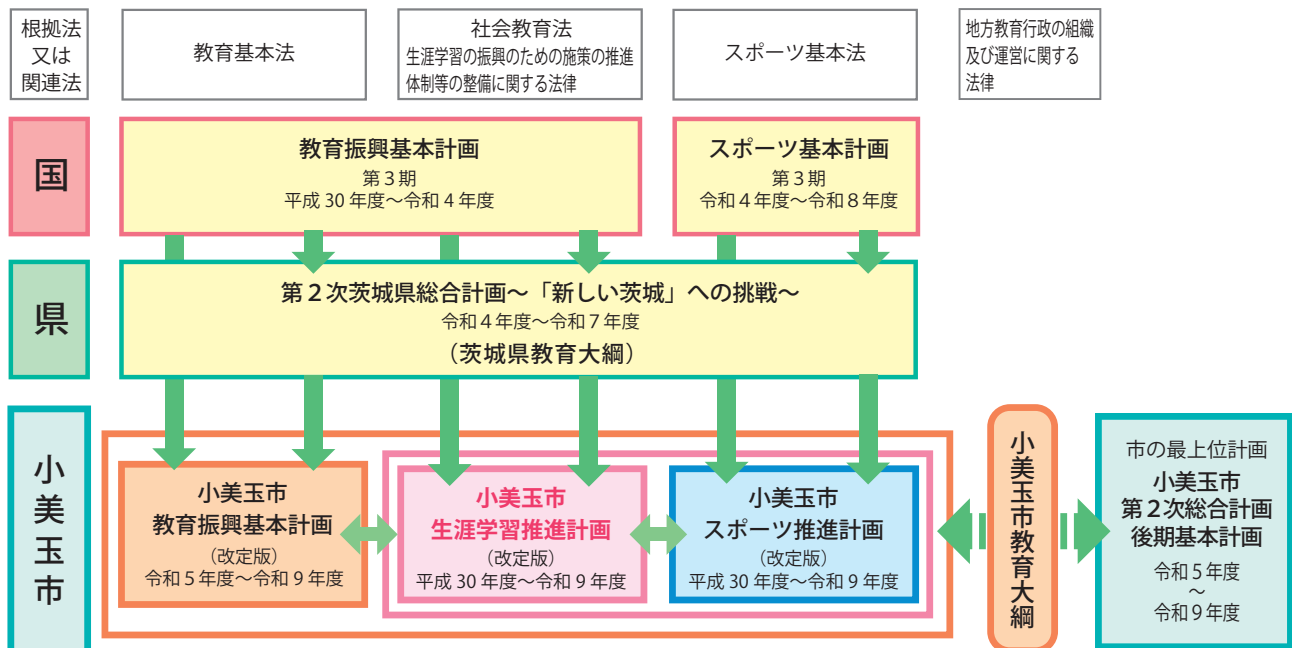 根拠法
又は
関連法
教育基本法
社会教育法
生涯学習の振興のための施策の推進
体制等の整備に関する法律
スポーツ基本法
地方教育行政の組織
及び運営に関する
法律
国
教育振興基本計画
第3期
平成30年度～令和4年度
スポーツ基本計画
第3期
令和4年度～令和8年度
県
第2次茨城県総合計画～「新しい茨城」への挑戦～
令和4年度～令和7年度
（茨城県教育大綱）
小美玉市
小美玉市
教育振興基本計画
（改定版）
令和5年度～令和9年度
小美玉市
生涯学習推進計画
（改定版）
平成30年度～令和9年度
小美玉市
スポーツ推進計画
（改定版）
平成30年度～令和9年度
小美玉市教育大綱
市の最上位計画
小美玉市
第2次総合計画
後期基本計画
令和5年度
～
令和9年度